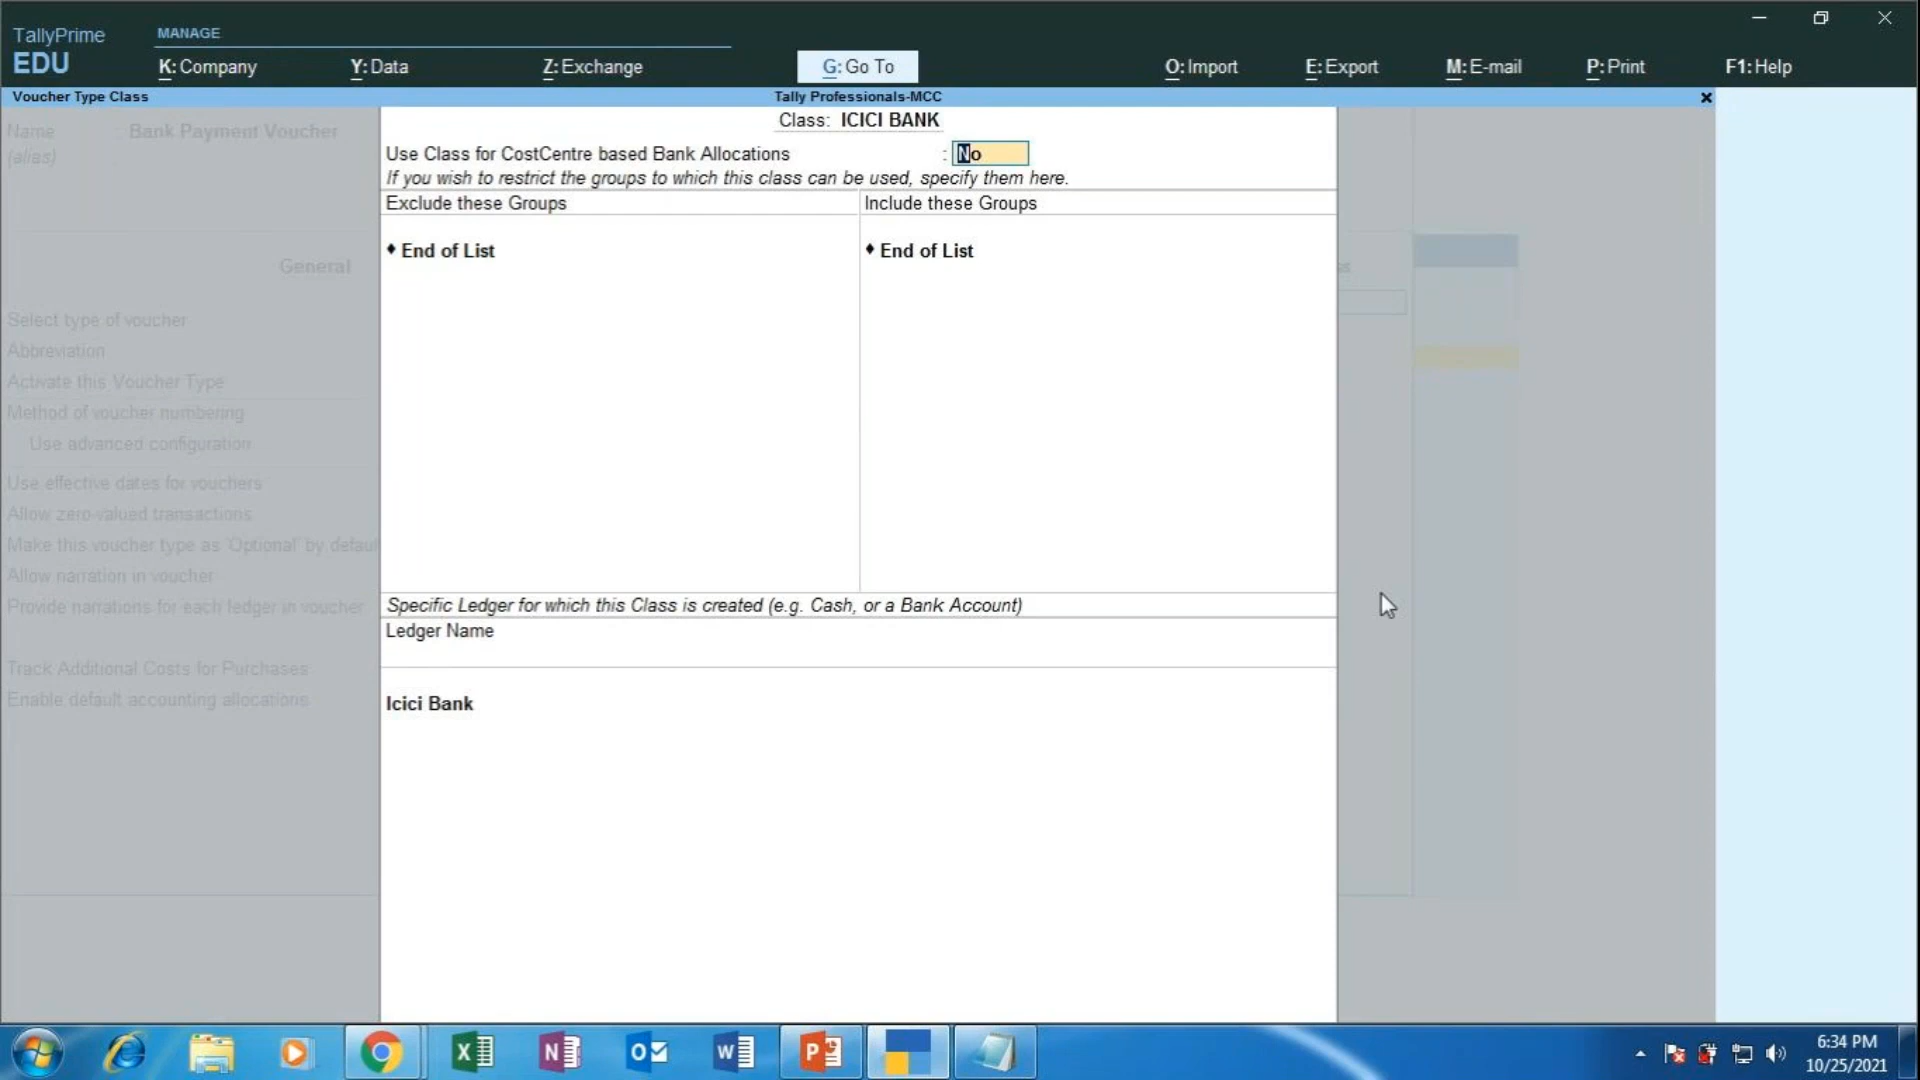 TallyPrime
EDU
MANAGE
K: Company
Y: Data
Z: Exchange
G: Go To
O: Import
E: Export
M: E-mail
P: Print
F1: Help
Voucher Type Class
Tally Professionals-MCC
Name : Bank Payment Voucher
(alias)
Class: ICICI BANK
Use Class for CostCentre based Bank Allocations : No
If you wish to restrict the groups to which this class can be used, specify them here.
Exclude these Groups
Include these Groups
♦ End of List
♦ End of List
General
Select type of voucher
Abbreviation
Activate this Voucher Type
Method of voucher numbering
Use advanced configuration
Use effective dates for vouchers
Allow zero-valued transactions
Make this voucher type as 'Optional' by defaul
Allow narration in voucher
Provide narrations for each ledger in voucher
Track Additional Costs for Purchases
Enable default accounting allocations
Specific Ledger for which this Class is created (e.g. Cash, or a Bank Account)
Ledger Name
Icici Bank
6:34 PM
10/25/2021